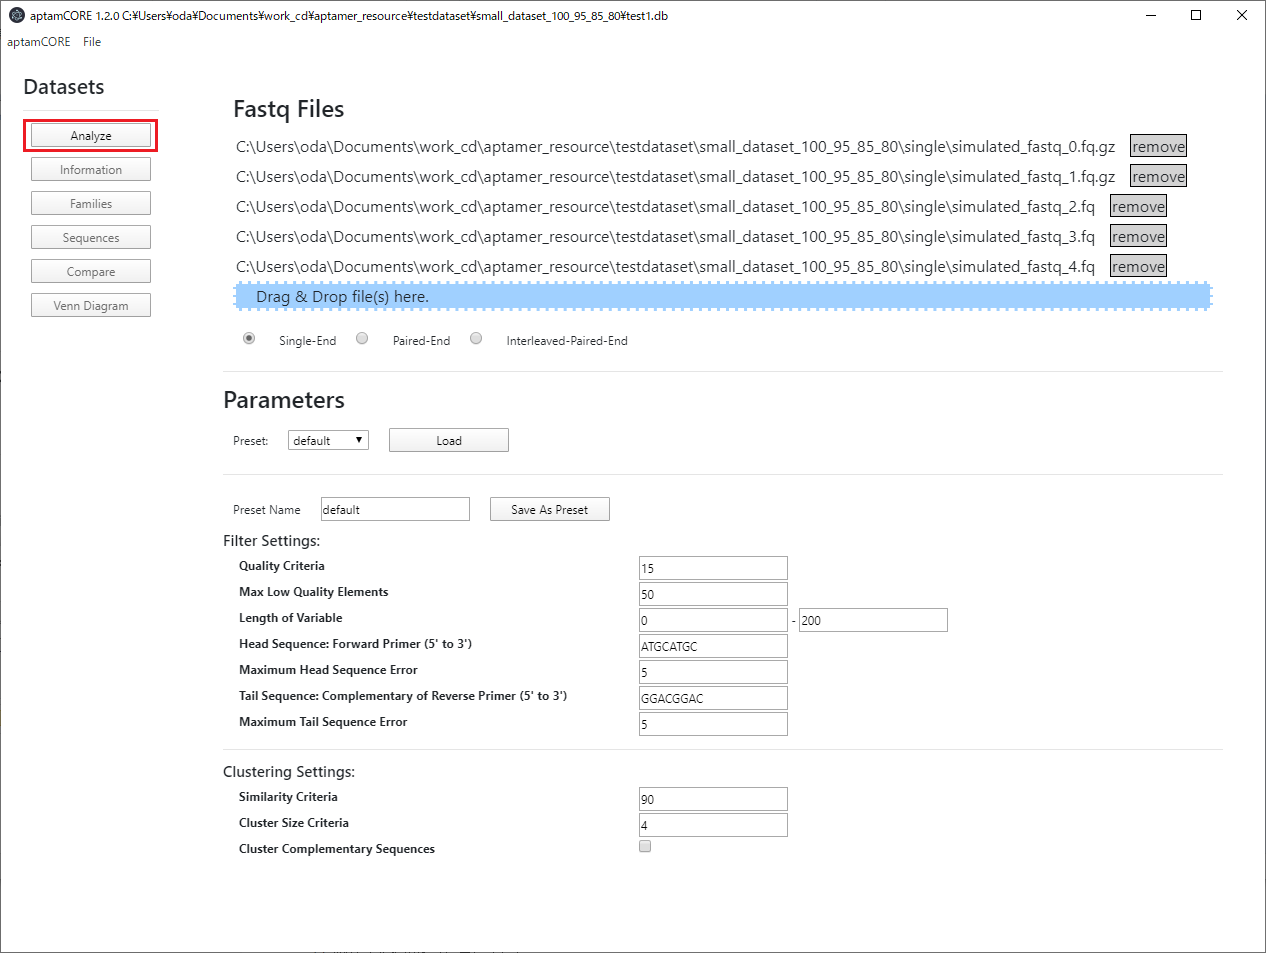 aptamCORE 1.2.0 C:¥Users¥oda¥Documents¥work_cd¥aptamer_resource¥testdataset¥small_dataset_100_95_85_80¥test1.db
aptamCORE File
Datasets
Analyze
Information
Families
Sequences
Compare
Venn Diagram
Fastq Files
C:\Users\oda\Documents\work_cd\aptamer_resource\testdataset\small_dataset_100_95_85_80\single\simulated_fastq_0.fq.gz remove
C:\Users\oda\Documents\work_cd\aptamer_resource\testdataset\small_dataset_100_95_85_80\single\simulated_fastq_1.fq.gz remove
C:\Users\oda\Documents\work_cd\aptamer_resource\testdataset\small_dataset_100_95_85_80\single\simulated_fastq_2.fq remove
C:\Users\oda\Documents\work_cd\aptamer_resource\testdataset\small_dataset_100_95_85_80\single\simulated_fastq_3.fq remove
C:\Users\oda\Documents\work_cd\aptamer_resource\testdataset\small_dataset_100_95_85_80\single\simulated_fastq_4.fq remove
Drag & Drop file(s) here.
Single-End Paired-End Interleaved-Paired-End
Parameters
Preset: default Load
Preset Name default Save As Preset
Filter Settings:
Quality Criteria 15
Max Low Quality Elements 50
Length of Variable 0 - 200
Head Sequence: Forward Primer (5' to 3') ATGCATGC
Maximum Head Sequence Error 5
Tail Sequence: Complementary of Reverse Primer (5' to 3') GGACGGAC
Maximum Tail Sequence Error 5
Clustering Settings:
Similarity Criteria 90
Cluster Size Criteria 4
Cluster Complementary Sequences